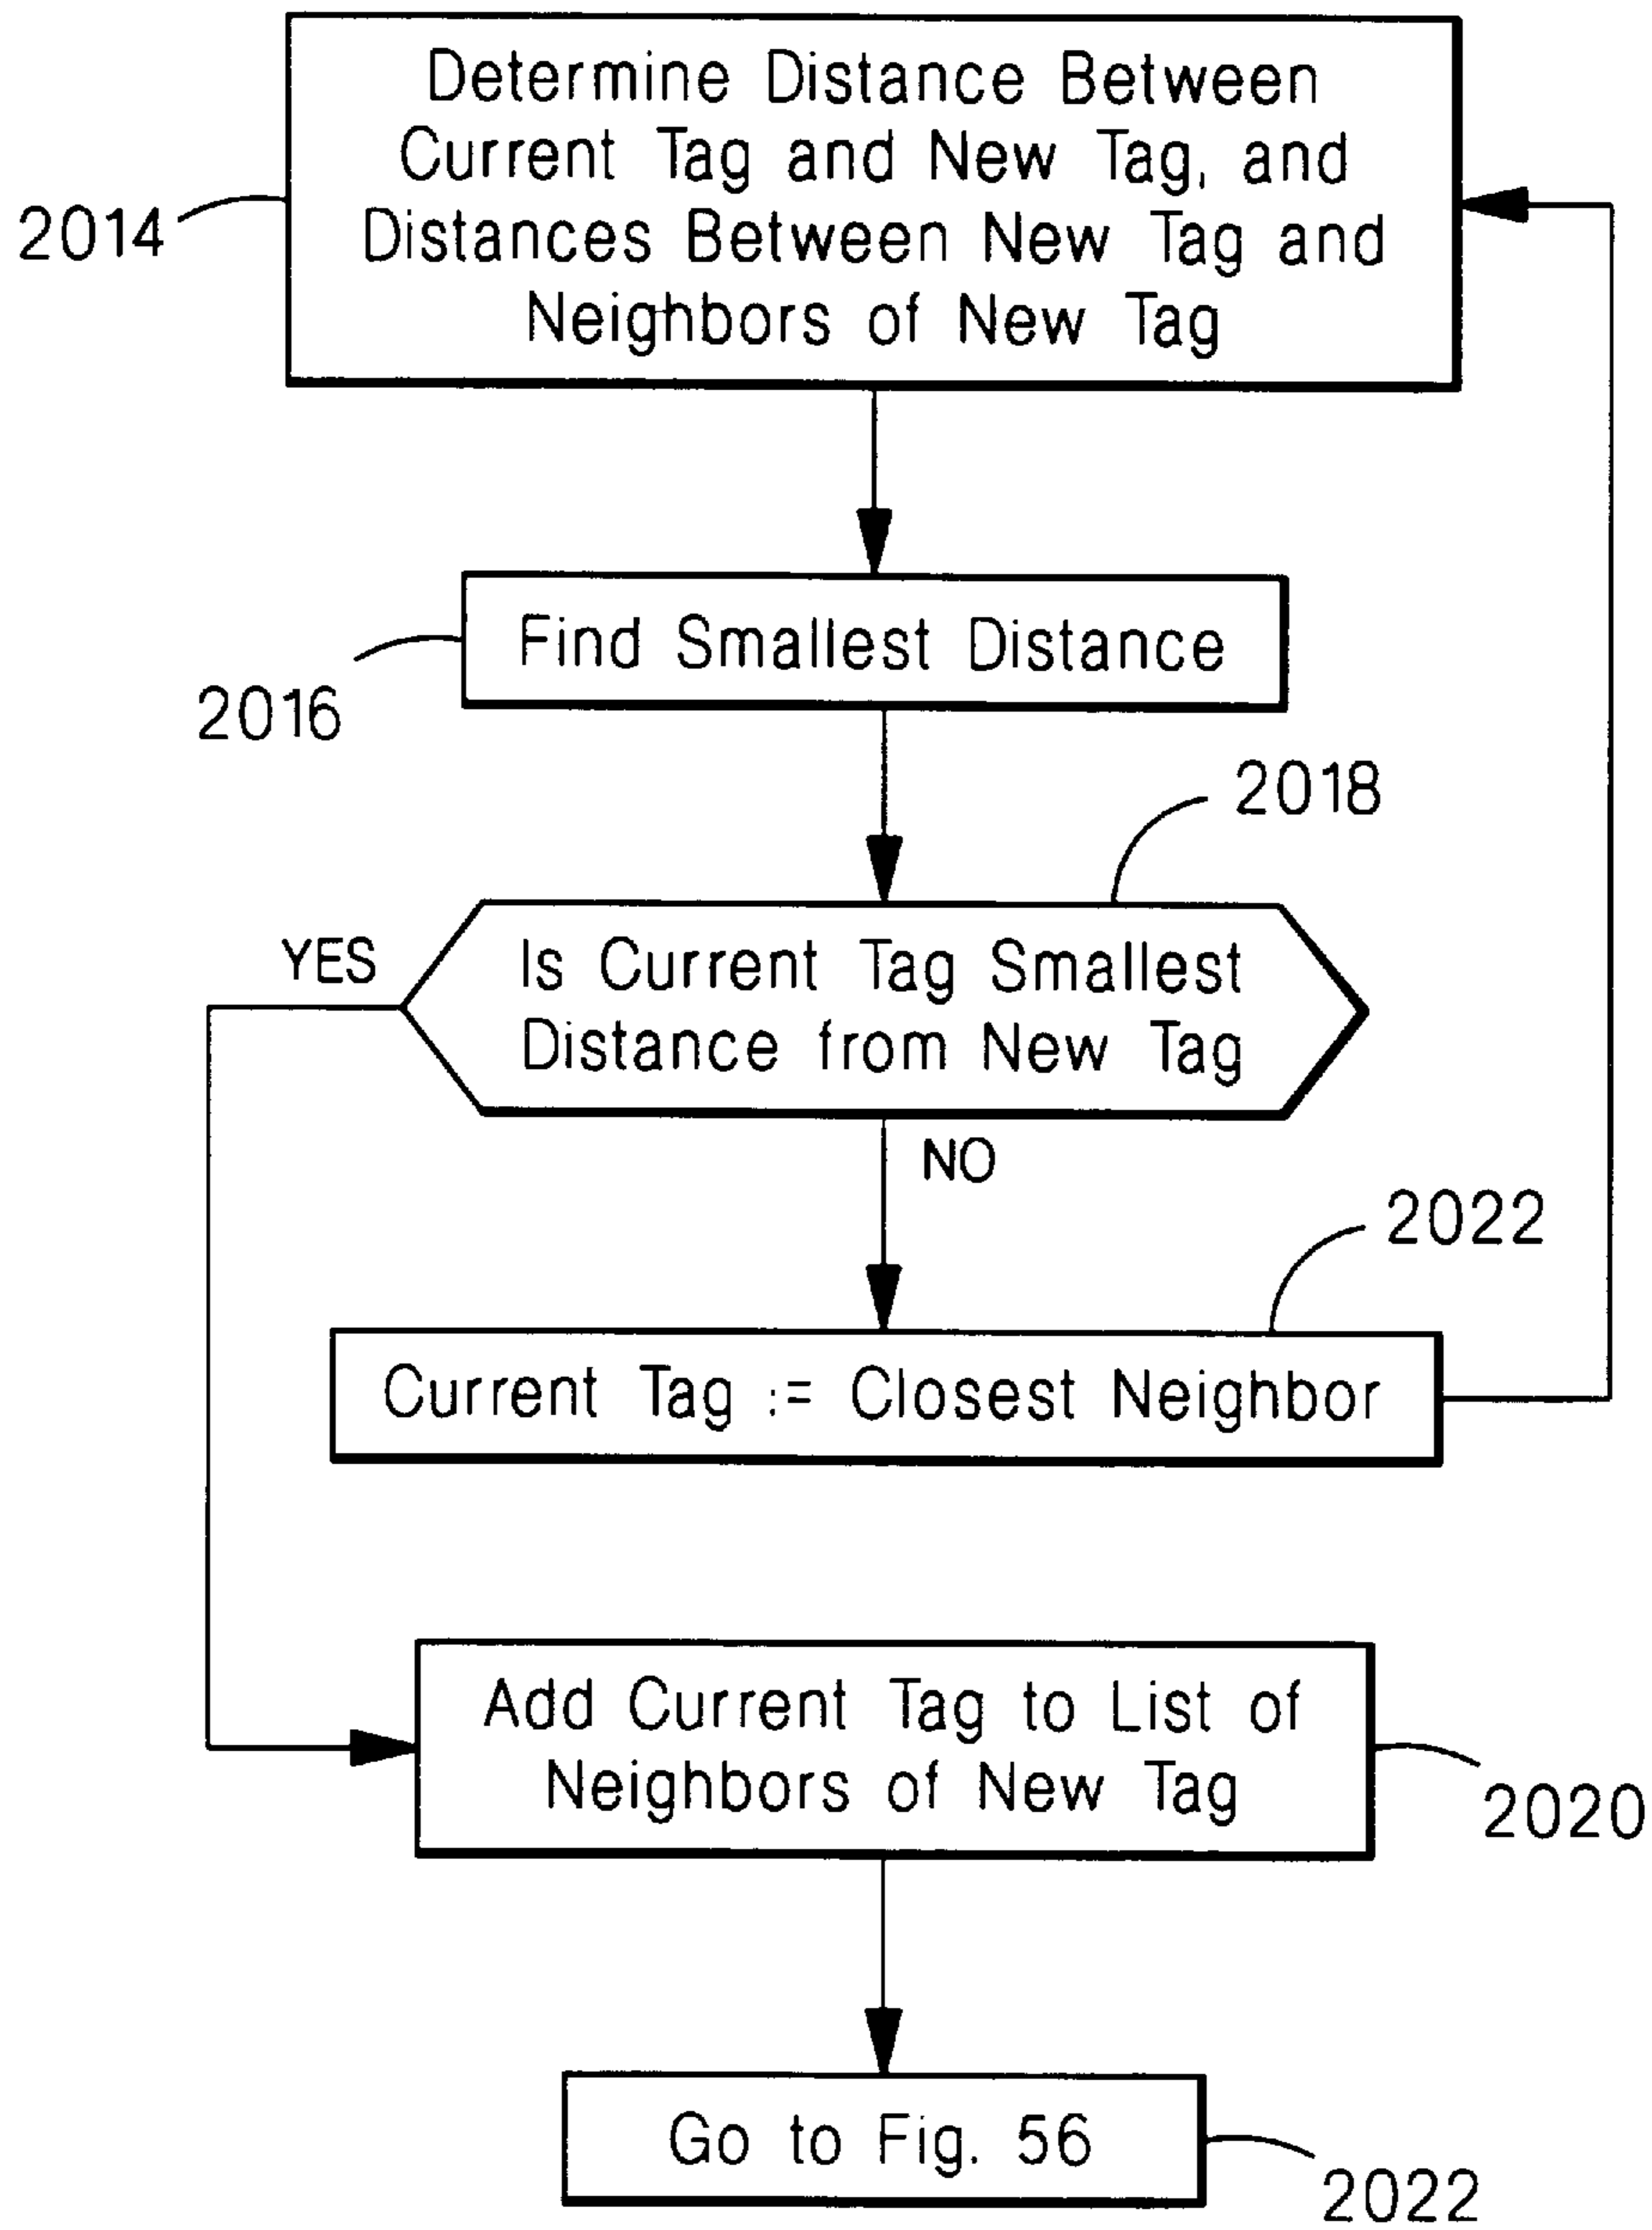 Determine Distance Between
Current Tag and New Tag, and
Distances Between New Tag and
Neighbors of New Tag
2014
Find Smallest Distance
2016
2018
YES
Is Current Tag Smallest
Distance from New Tag
NO
2022
Current Tag := Closest Neighbor
Add Current Tag to List of
Neighbors of New Tag
2020
Go to Fig. 56
2022